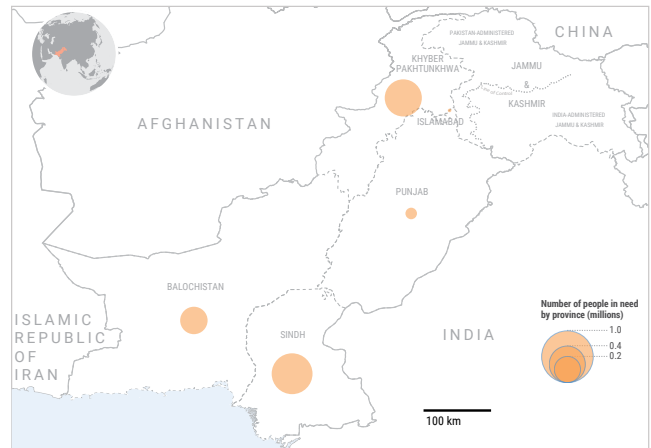 CHINA
PAKISTAN ADMINISTERED
JAMMU & KASHMIR
KHYBER
PAKHTUNKHWA
JAMMU
&
KASHMIR
ISLAMABAD
INDIA ADMINISTERED
JAMMU & KASHMIR
AFGHANISTAN
PUNJAB
BALOCHISTAN
SINDH
ISLAMIC
REPUBLIC
OF
IRAN
INDIA
Number of people in need
by province (millions)
1.0
0.4
0.2
100 km